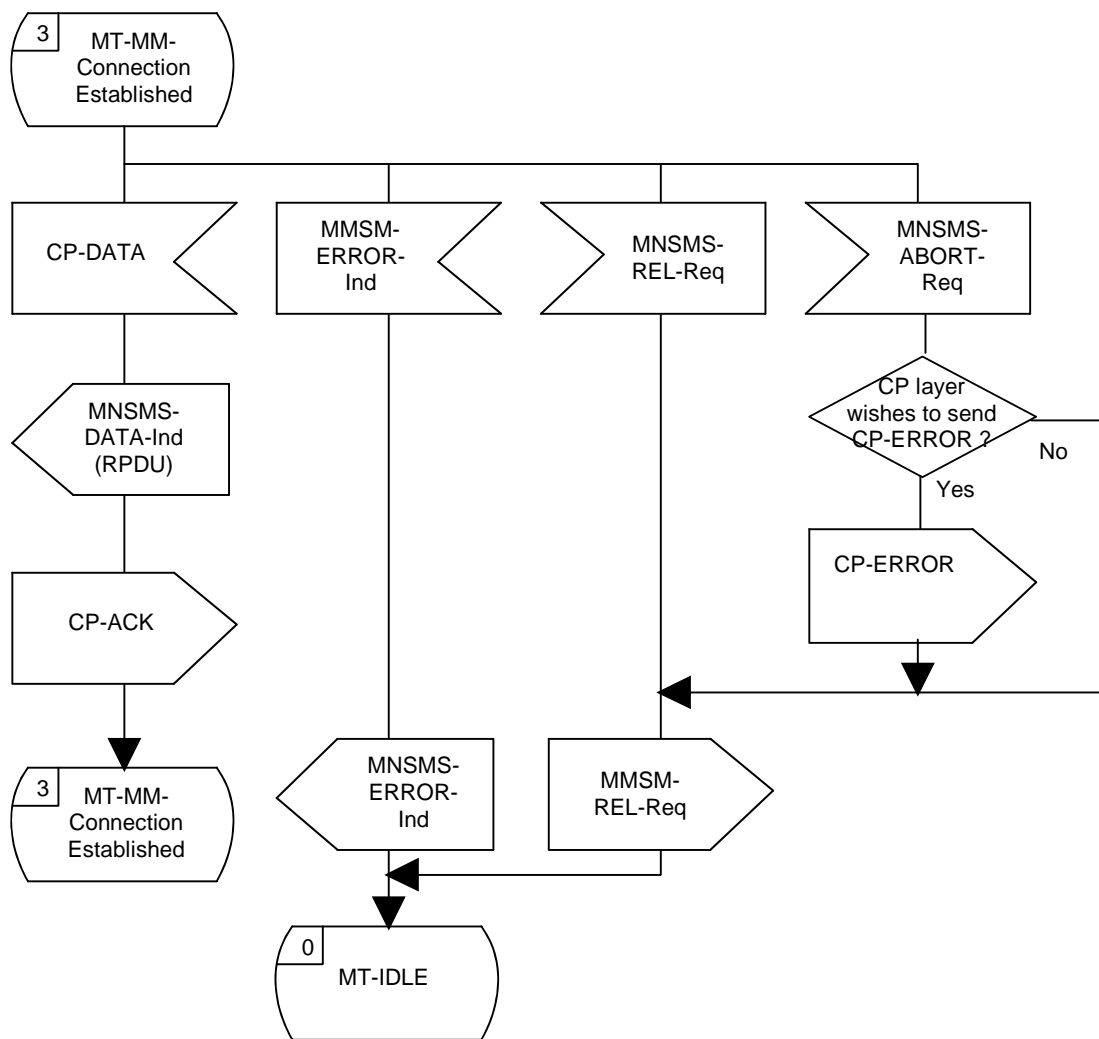 3
MT-MM-
Connection
Established
CP-DATA
MMSM-
ERROR-
Ind
MNSMS-
REL-Req
MNSMS-
ABORT-
Req
CP layer
wishes to send
CP-ERROR ?
No
Yes
MNSMS-
DATA-Ind
(RPDU)
CP-ERROR
CP-ACK
3
MT-MM-
Connection
Established
MNSMS-
ERROR-
Ind
MMSM-
REL-Req
0
MT-IDLE